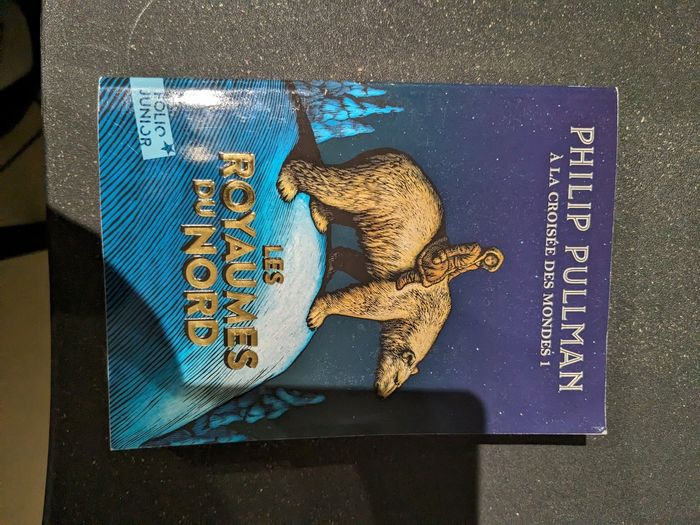 PHILIP PULLMAN
À LA CROISÉE DES MONDES 1
LES
ROYAUMES
DU NORD
FOLIO
JUNIOR